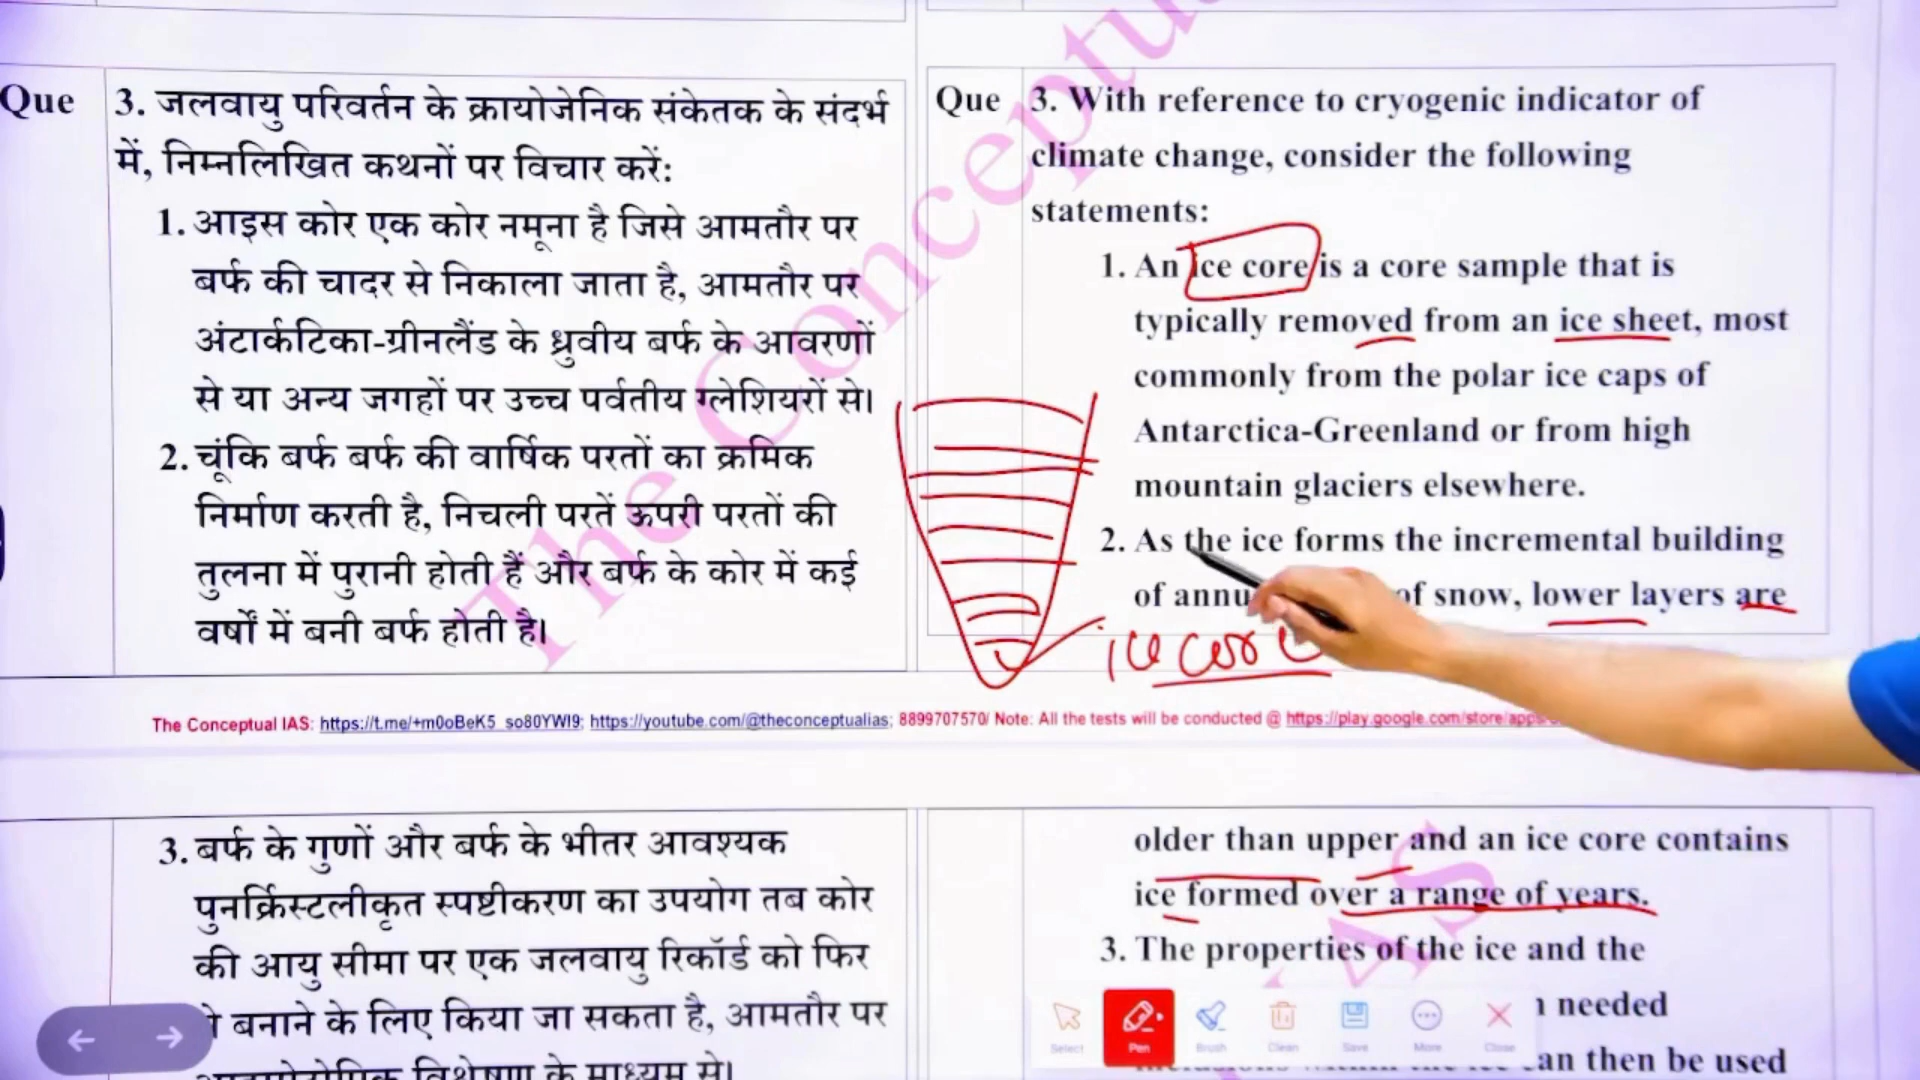 Que
3. जलवायु परिवर्तन के क्रायोजेनिक संकेतक के संदर्भ
में, निम्नलिखित कथनों पर विचार करें:
1. आइस कोर एक कोर नमूना है जिसे आमतौर पर
बर्फ की चादर से निकाला जाता है, आमतौर पर
अंटार्कटिका-ग्रीनलैंड के ध्रुवीय बर्फ के आवरणों
से या अन्य जगहों पर उच्च पर्वतीय ग्लेशियरों से।
2. चूंकि बर्फ बर्फ की वार्षिक परतों का क्रमिक
निर्माण करती है, निचली परतें ऊपरी परतों की
तुलना में पुरानी होती हैं और बर्फ के कोर में कई
वर्षों में बनी बर्फ होती है।
Que
3. With reference to cryogenic indicator of
climate change, consider the following
statements:
1. An ice core is a core sample that is
typically removed from an ice sheet, most
commonly from the polar ice caps of
Antarctica-Greenland or from high
mountain glaciers elsewhere.
2. As the ice forms the incremental building
of of snow, lower layers are
ice core
The Conceptual IAS: https://t.me/+m0oBeK5_so80YWI9; https://youtube.com/@theconceptualias; 8899707570/ Note: All the tests will be conducted @ https://play.google.com/store/apps
3. बर्फ के गुणों और बर्फ के भीतर आवश्यक
पुनर्क्रिस्टलीकृत स्पष्टीकरण का उपयोग तब कोर
की आयु सीमा पर एक जलवायु रिकॉर्ड को फिर
बनाने के लिए किया जा सकता है, आमतौर पर
के माध्यम से।
older than upper and an ice core contains
ice formed over a range of years.
3. The properties of the ice and the
needed
can then be used
Select Pen Brush Clean Save More Close
The Conceptual IAS